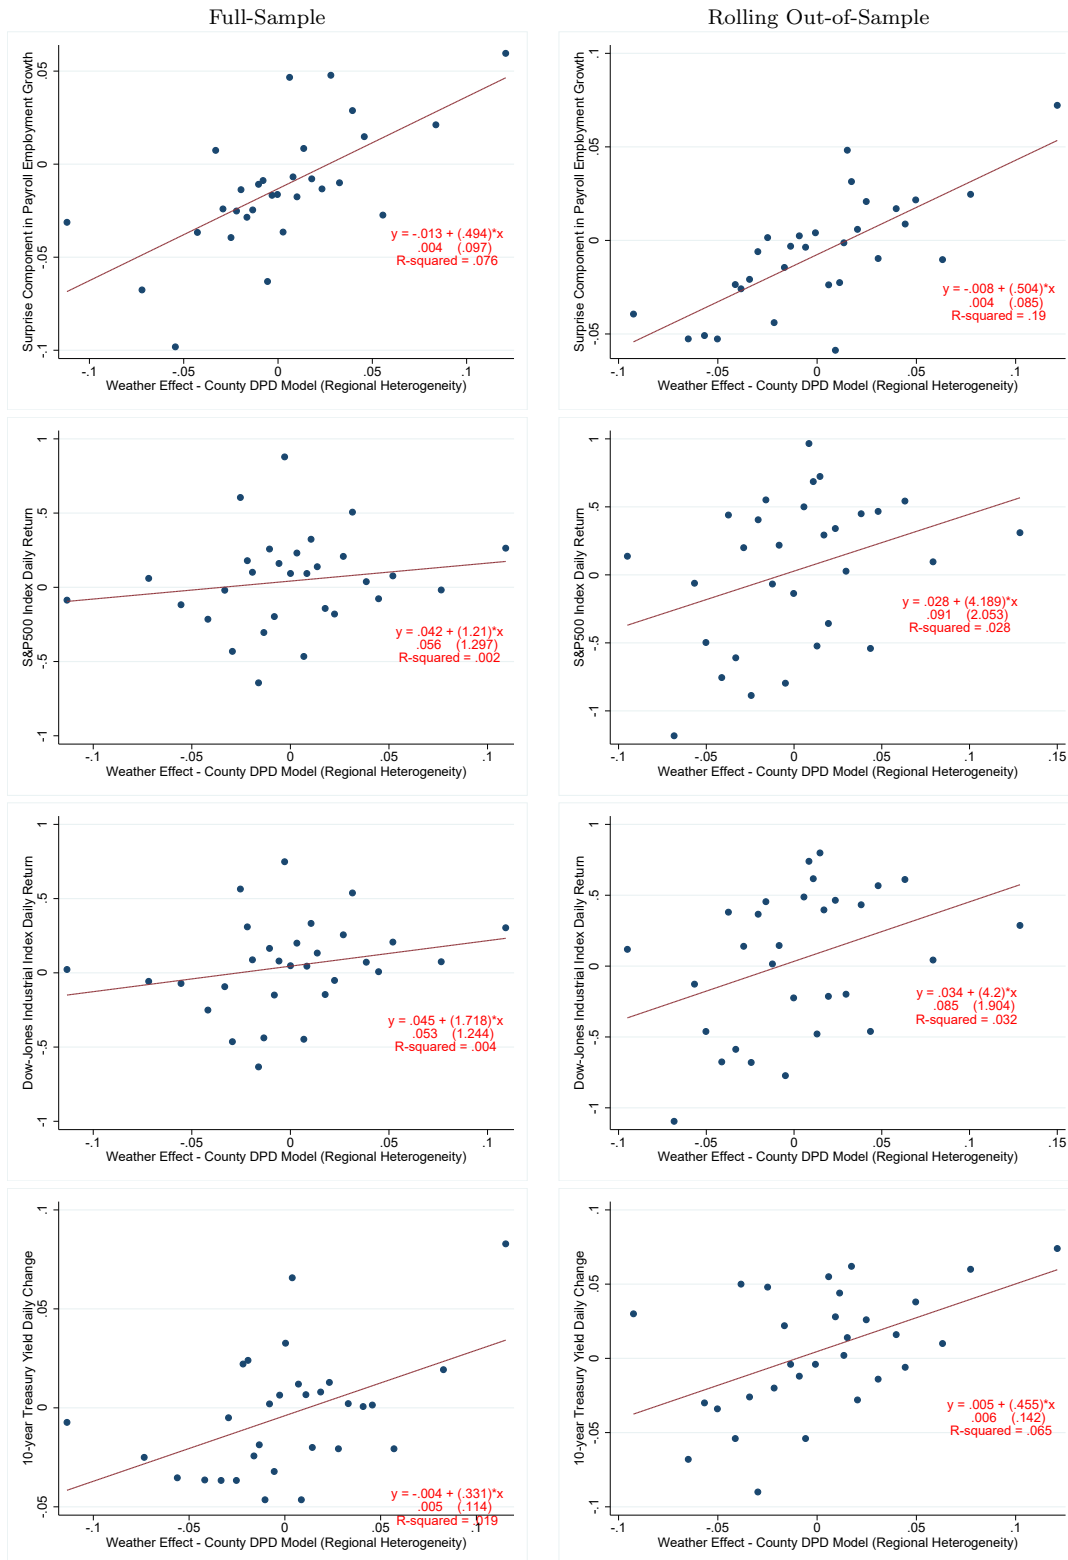 Full-Sample
Rolling Out-of-Sample
Surprise Component in Payroll Employment Growth
.05
0
-.05
-.1
y = -.013 + (.494)*x
.004 (.097)
R-squared = .076
-.1 -.05 0 .05 .1
Weather Effect - County DPD Model (Regional Heterogeneity)
Surprise Component in Payroll Employment Growth
.1
.05
0
-.05
y = -.008 + (.504)*x
.004 (.085)
R-squared = .19
-.1 -.05 0 .05 .1
Weather Effect - County DPD Model (Regional Heterogeneity)
S&P500 Index Daily Return
1
.5
0
-.5
-1
y = .042 + (1.21)*x
.056 (1.297)
R-squared = .002
-.1 -.05 0 .05 .1
Weather Effect - County DPD Model (Regional Heterogeneity)
S&P500 Index Daily Return
1
.5
0
-.5
-1
y = .028 + (4.189)*x
.091 (2.053)
R-squared = .028
-.1 -.05 0 .05 .1 .15
Weather Effect - County DPD Model (Regional Heterogeneity)
Dow-Jones Industrial Index Daily Return
1
.5
0
-.5
-1
y = .045 + (1.718)*x
.053 (1.244)
R-squared = .004
-.1 -.05 0 .05 .1
Weather Effect - County DPD Model (Regional Heterogeneity)
Dow-Jones Industrial Index Daily Return
1
.5
0
-.5
-1
y = .034 + (4.2)*x
.085 (1.904)
R-squared = .032
-.1 -.05 0 .05 .1 .15
Weather Effect - County DPD Model (Regional Heterogeneity)
10-year Treasury Yield Daily Change
.1
.05
0
-.05
y = -.004 + (.331)*x
.005 (.114)
R-squared = .019
-.1 -.05 0 .05 .1
Weather Effect - County DPD Model (Regional Heterogeneity)
10-year Treasury Yield Daily Change
.1
.05
0
-.05
-.1
y = .005 + (.455)*x
.006 (.142)
R-squared = .065
-.1 -.05 0 .05 .1
Weather Effect - County DPD Model (Regional Heterogeneity)